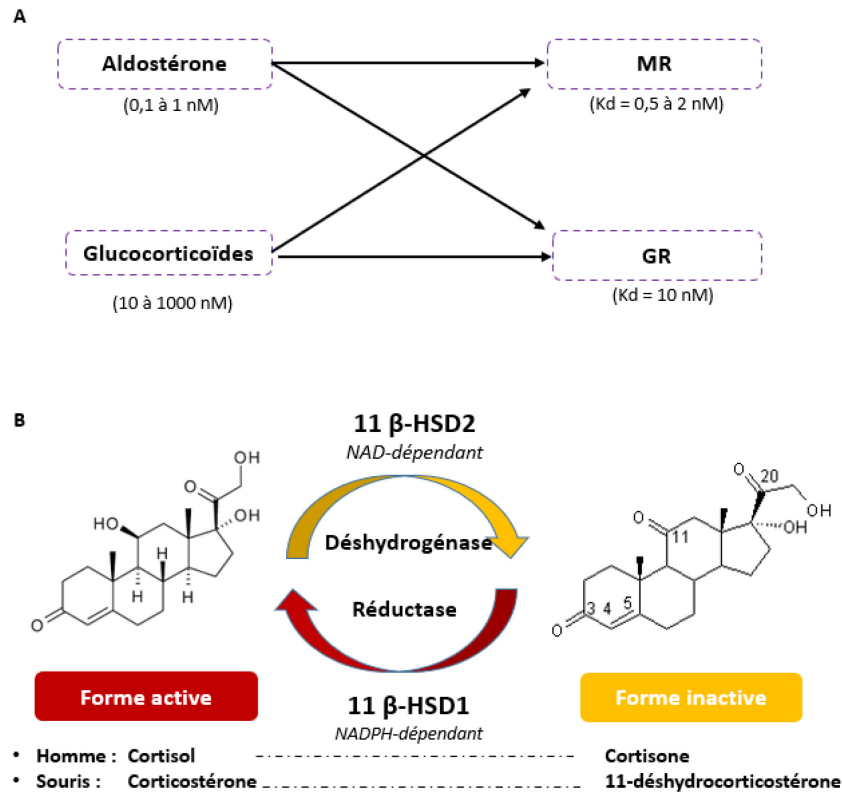 A
Aldostérone
MR
(0,1 à 1 nM)
(Kd = 0,5 à 2 nM)
Glucocorticoïdes
GR
(10 à 1000 nM)
(Kd = 10 nM)
B
11 β-HSD2
NAD-dépendant
OH
O
HO
OH
H
H
H
O
Déshydrogénase
Réductase
O
20
OH
O
11
OH
3
4
5
O
Forme active
11 β-HSD1
NADPH-dépendant
Forme inactive
• Homme : Cortisol Cortisone
• Souris : Corticostérone 11-déshydrocorticostérone